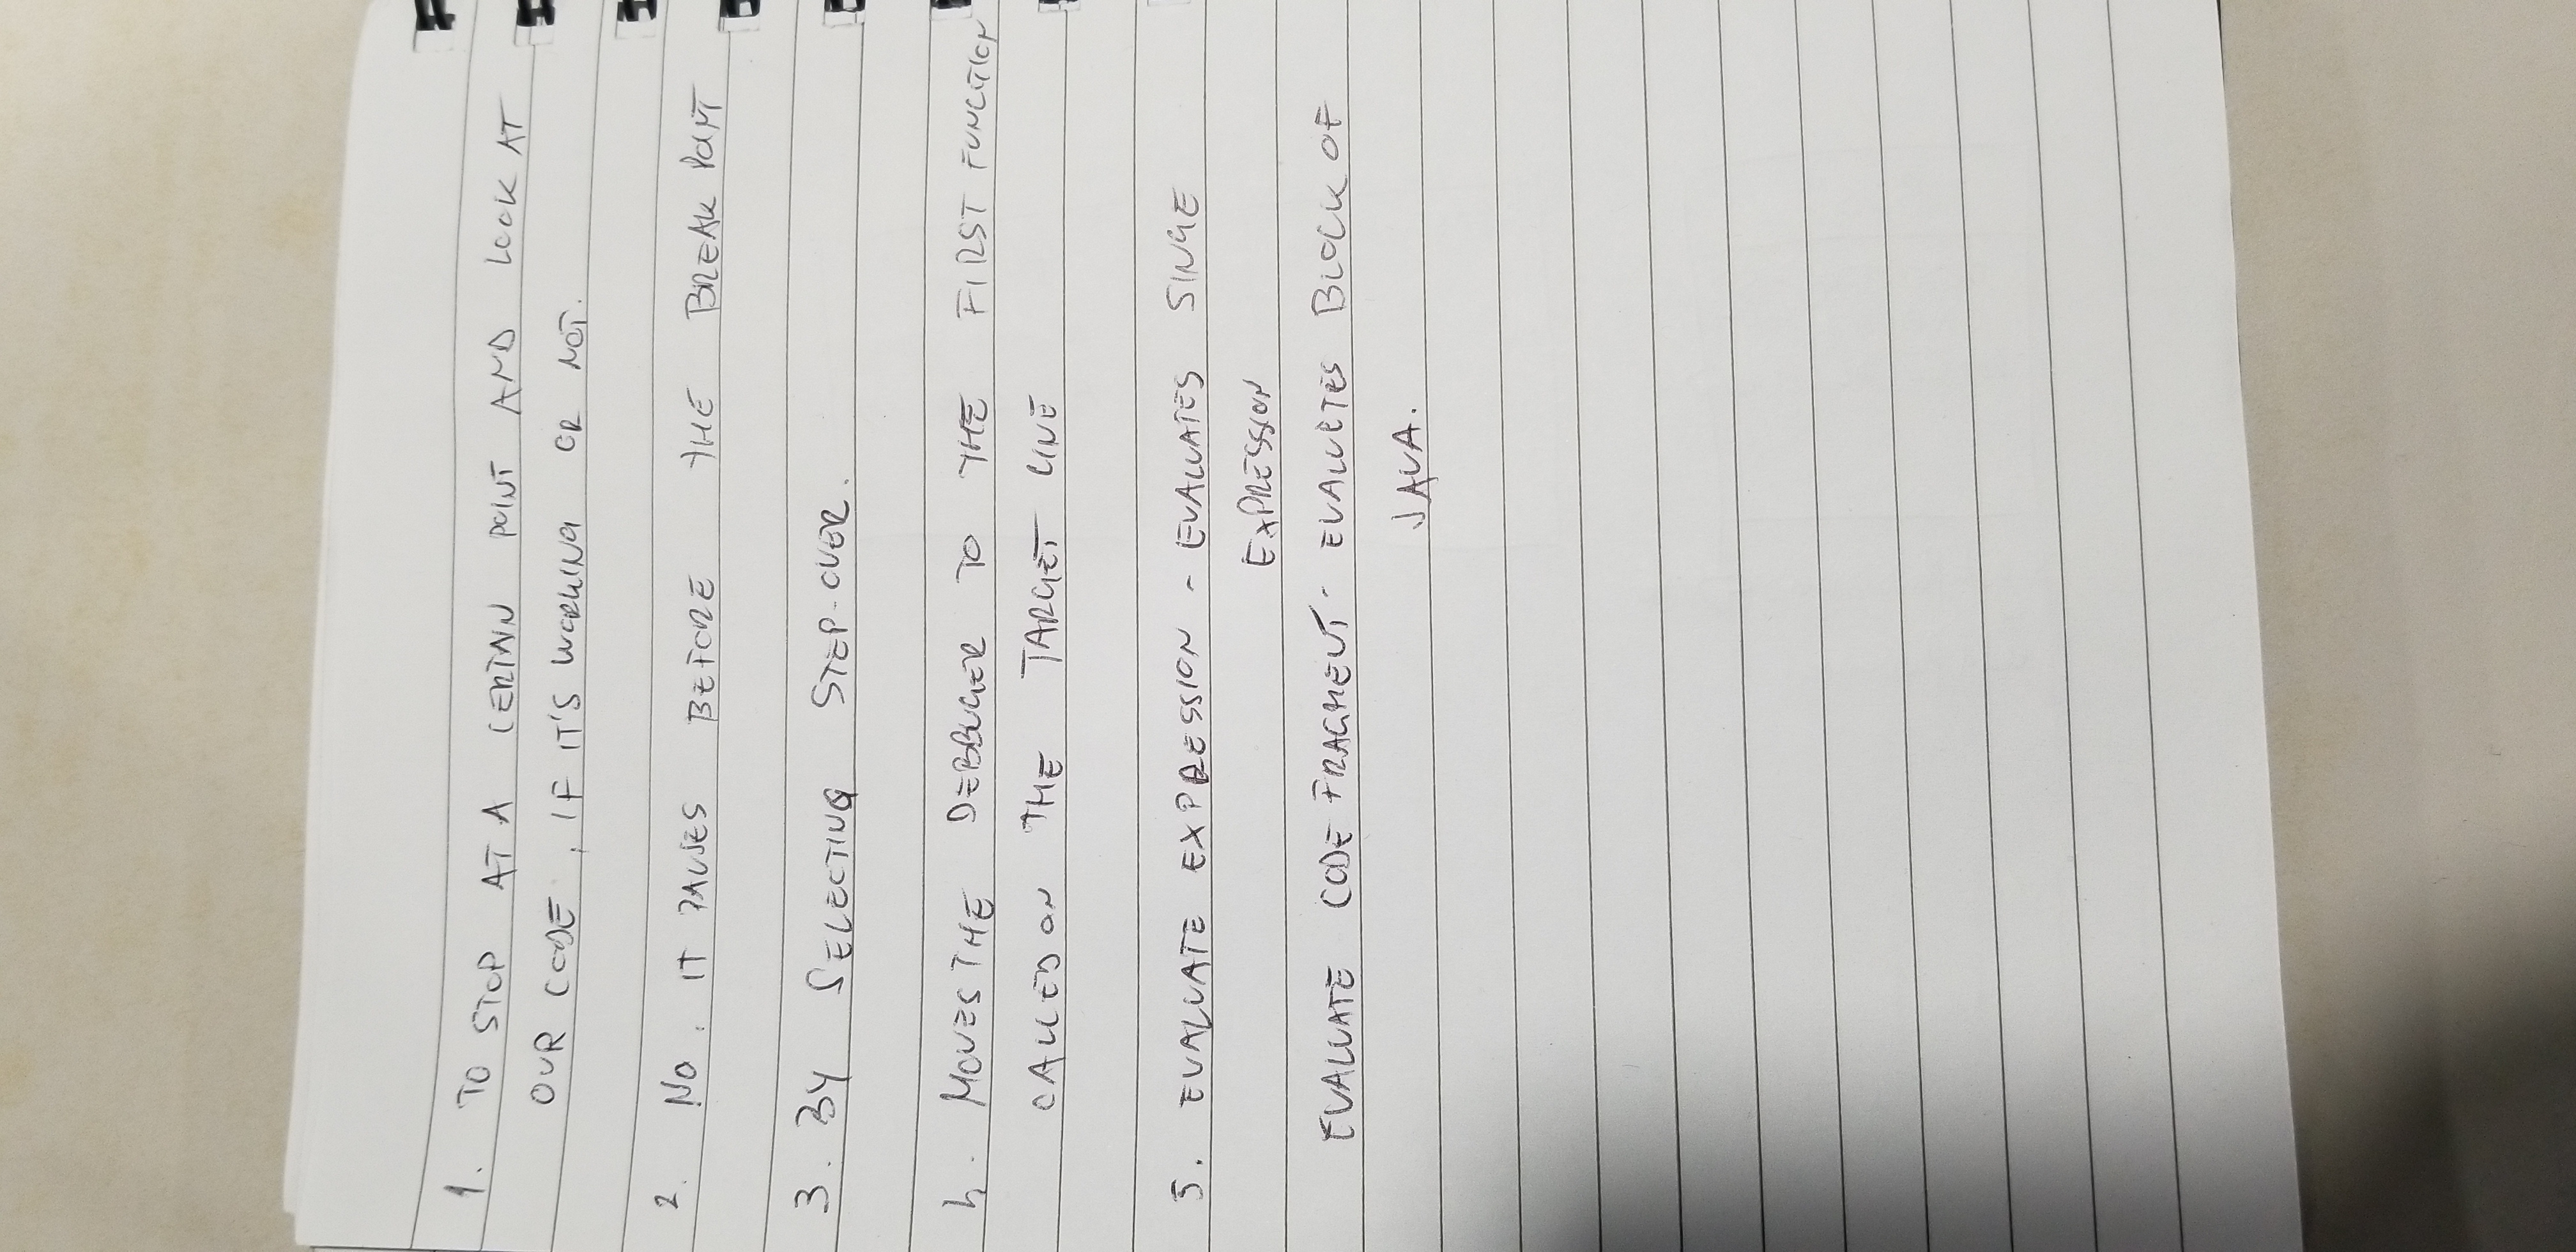 1. TO STOP AT A CERTAIN POINT AND LOOK AT
OUR CODE, IF IT'S WORKING OR NOT.
2. NO. IT PAUSES BEFORE THE BREAK POINT
3. BY SELECTING STEP-OVER.
4. MOVES THE DEBBUGER TO THE FIRST FUNCTION
CALLED ON THE TARGET LINE
5. EVALUATE EXPRESSION - EVALUATES SINGE
EXPRESSION
EVALUATE CODE FRAGMENT - EVALUETES BLOCK OF
JAVA.